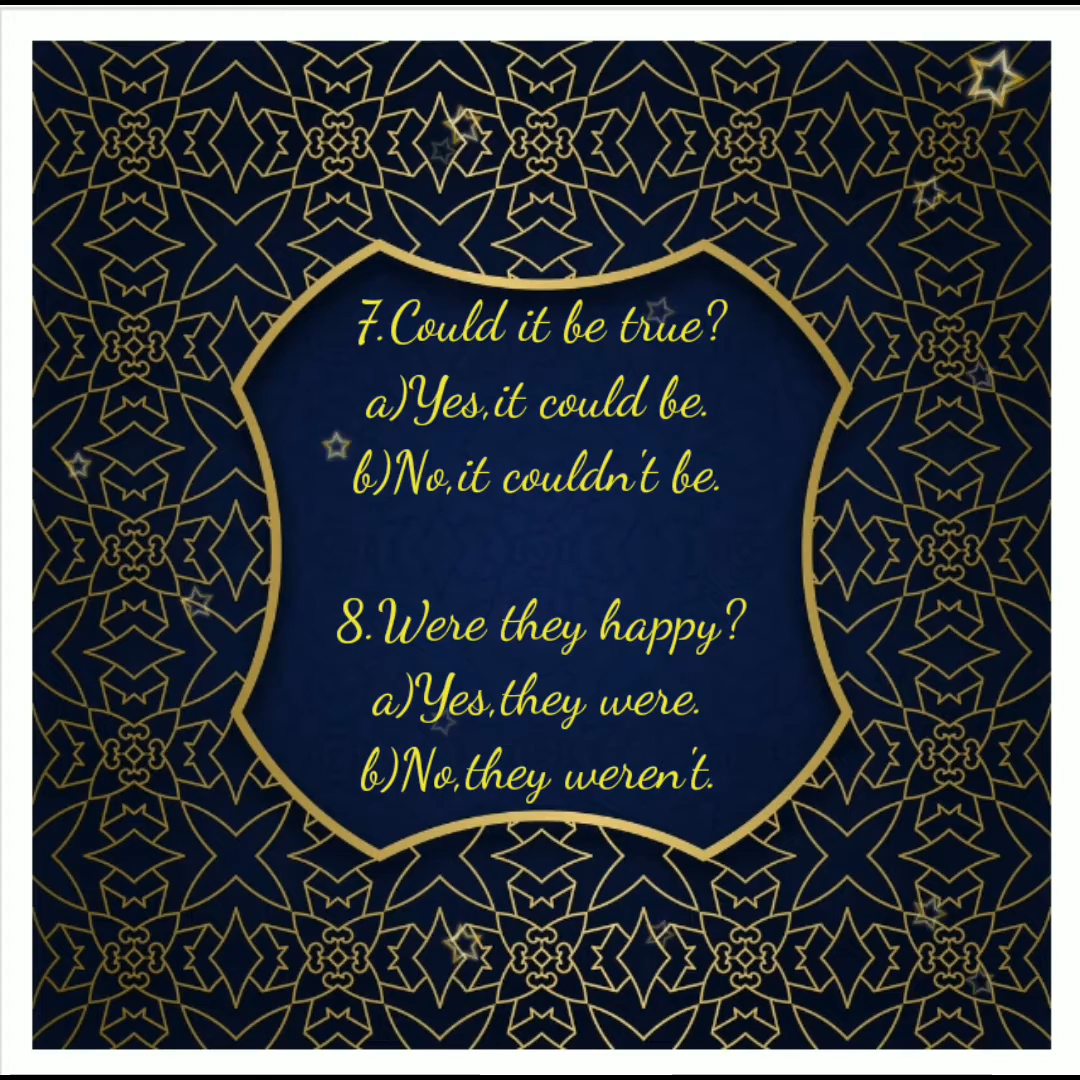 7.Could it be true?
a)Yes,it could be.
b)No,it couldn't be.
8.Were they happy?
a)Yes,they were.
b)No,they weren't.